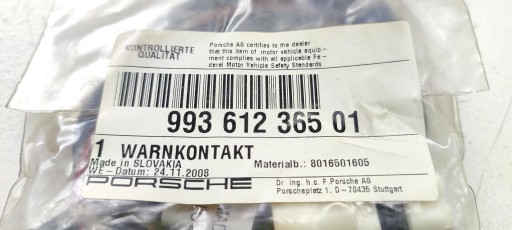 KONTROLLIERTE
QUALITÄT
Porsche AG certifies to the dealer
that this item of motor vehicle equip-
ment complies with all applicable Fe-
deral Motor Vehicle Safety Standards
993 612 365 01
1 WARNKONTAKT
Made in SLOVAKIA
Materialb.: 8016501605
WE-Datum: 24.11.2008
PORSCHE
Dr. ing. h.c. F. Porsche AG
Porscheplatz 1, D-70435 Stuttgart